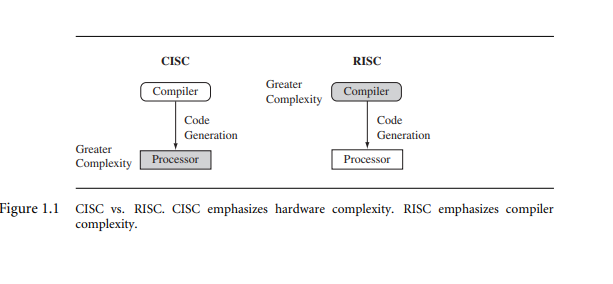 CISC
RISC
Compiler
Greater
Complexity
Compiler
Code
Generation
Code
Generation
Greater
Complexity
Processor
Processor
Figure 1.1 CISC vs. RISC. CISC emphasizes hardware complexity. RISC emphasizes compiler
complexity.